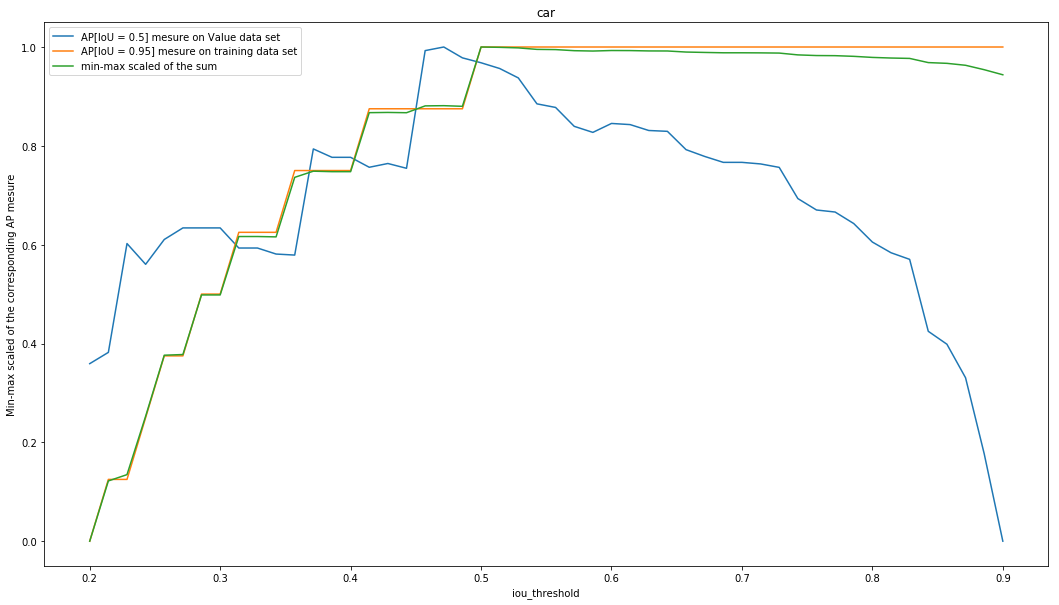 car
AP[IoU = 0.5] mesure on Value data set
AP[IoU = 0.95] mesure on training data set
min-max scaled of the sum
Min-max scaled of the corresponding AP mesure
1.0
0.8
0.6
0.4
0.2
0.0
0.2 0.3 0.4 0.5 0.6 0.7 0.8 0.9
iou_threshold